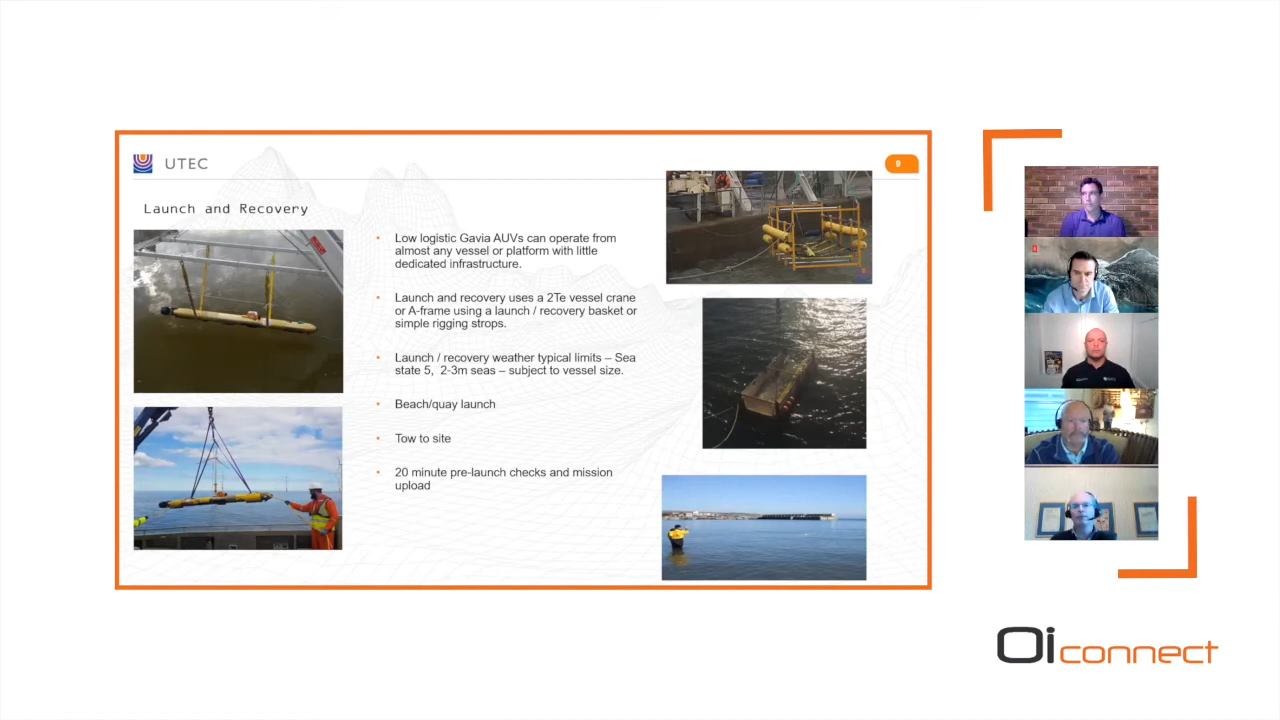 UTEC
9
Launch and Recovery
• Low logistic Gavia AUVs can operate from
almost any vessel or platform with little
dedicated infrastructure.
• Launch and recovery uses a 2Te vessel crane
or A-frame using a launch / recovery basket or
simple rigging strops.
• Launch / recovery weather typical limits – Sea
state 5, 2-3m seas – subject to vessel size.
• Beach/quay launch
• Tow to site
• 20 minute pre-launch checks and mission
upload
Oi connect